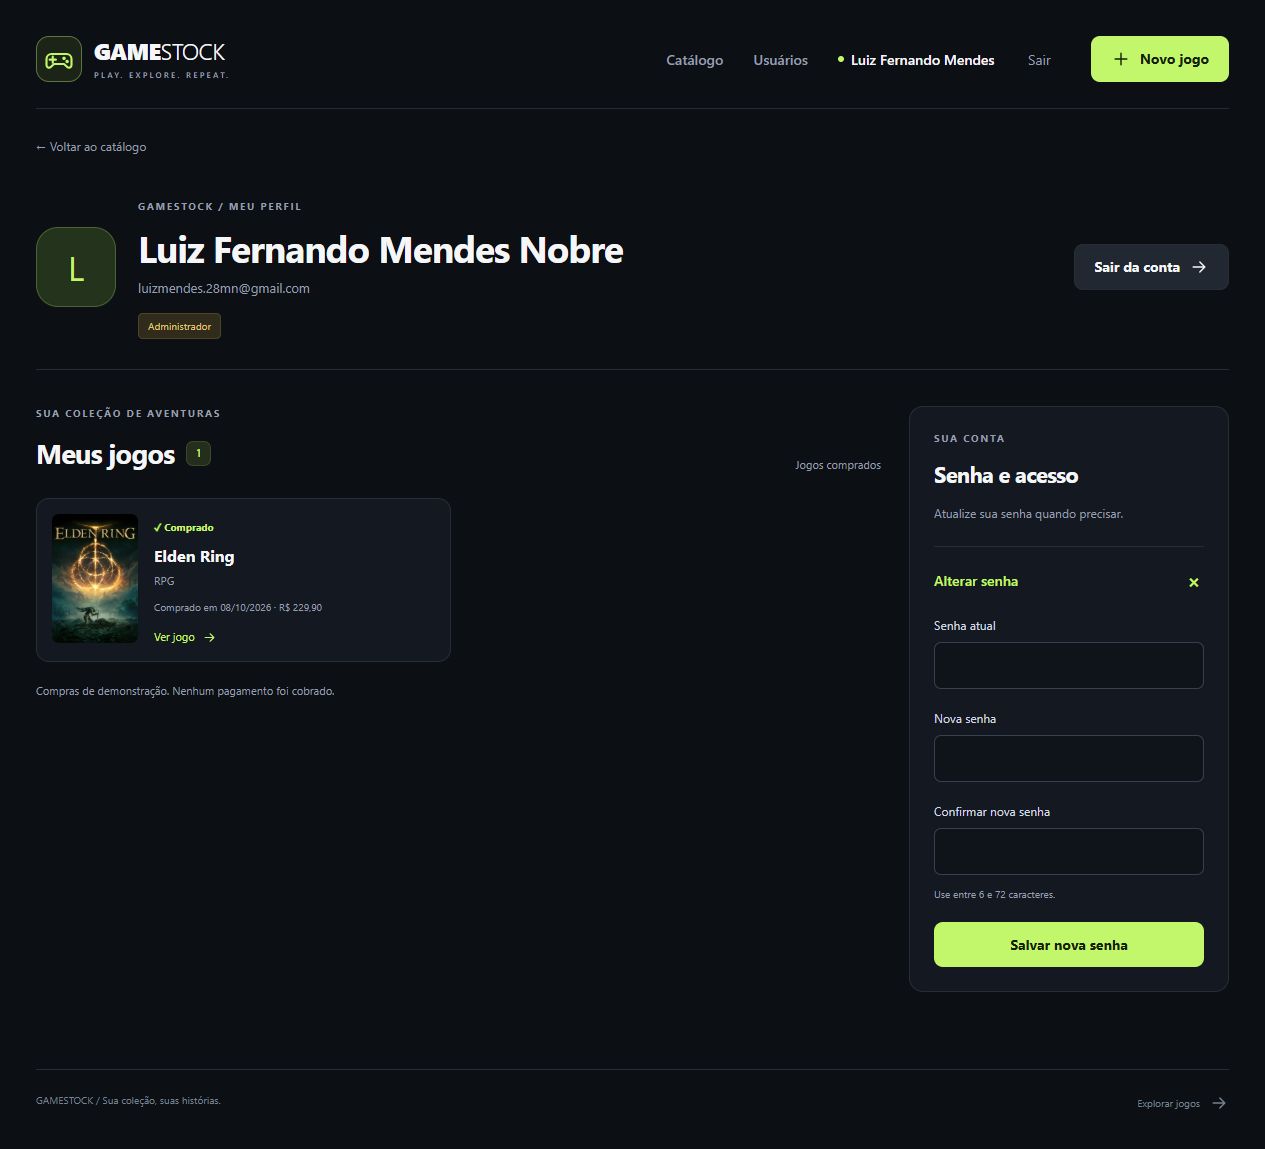 GAMESTOCK
PLAY. EXPLORE. REPEAT.
Catálogo
Usuários
Luiz Fernando Mendes
Sair
+ Novo jogo
← Voltar ao catálogo
GAMESTOCK / MEU PERFIL
L
Luiz Fernando Mendes Nobre
luizmendes.28mn@gmail.com
Administrador
Sair da conta →
SUA COLEÇÃO DE AVENTURAS
Meus jogos 1
Jogos comprados
ELDEN RING
✓ Comprado
Elden Ring
RPG
Comprado em 08/10/2026 · R$ 229,90
Ver jogo →
Compras de demonstração. Nenhum pagamento foi cobrado.
SUA CONTA
Senha e acesso
Atualize sua senha quando precisar.
Alterar senha ×
Senha atual
Nova senha
Confirmar nova senha
Use entre 6 e 72 caracteres.
Salvar nova senha
GAMESTOCK / Sua coleção, suas histórias.
Explorar jogos →